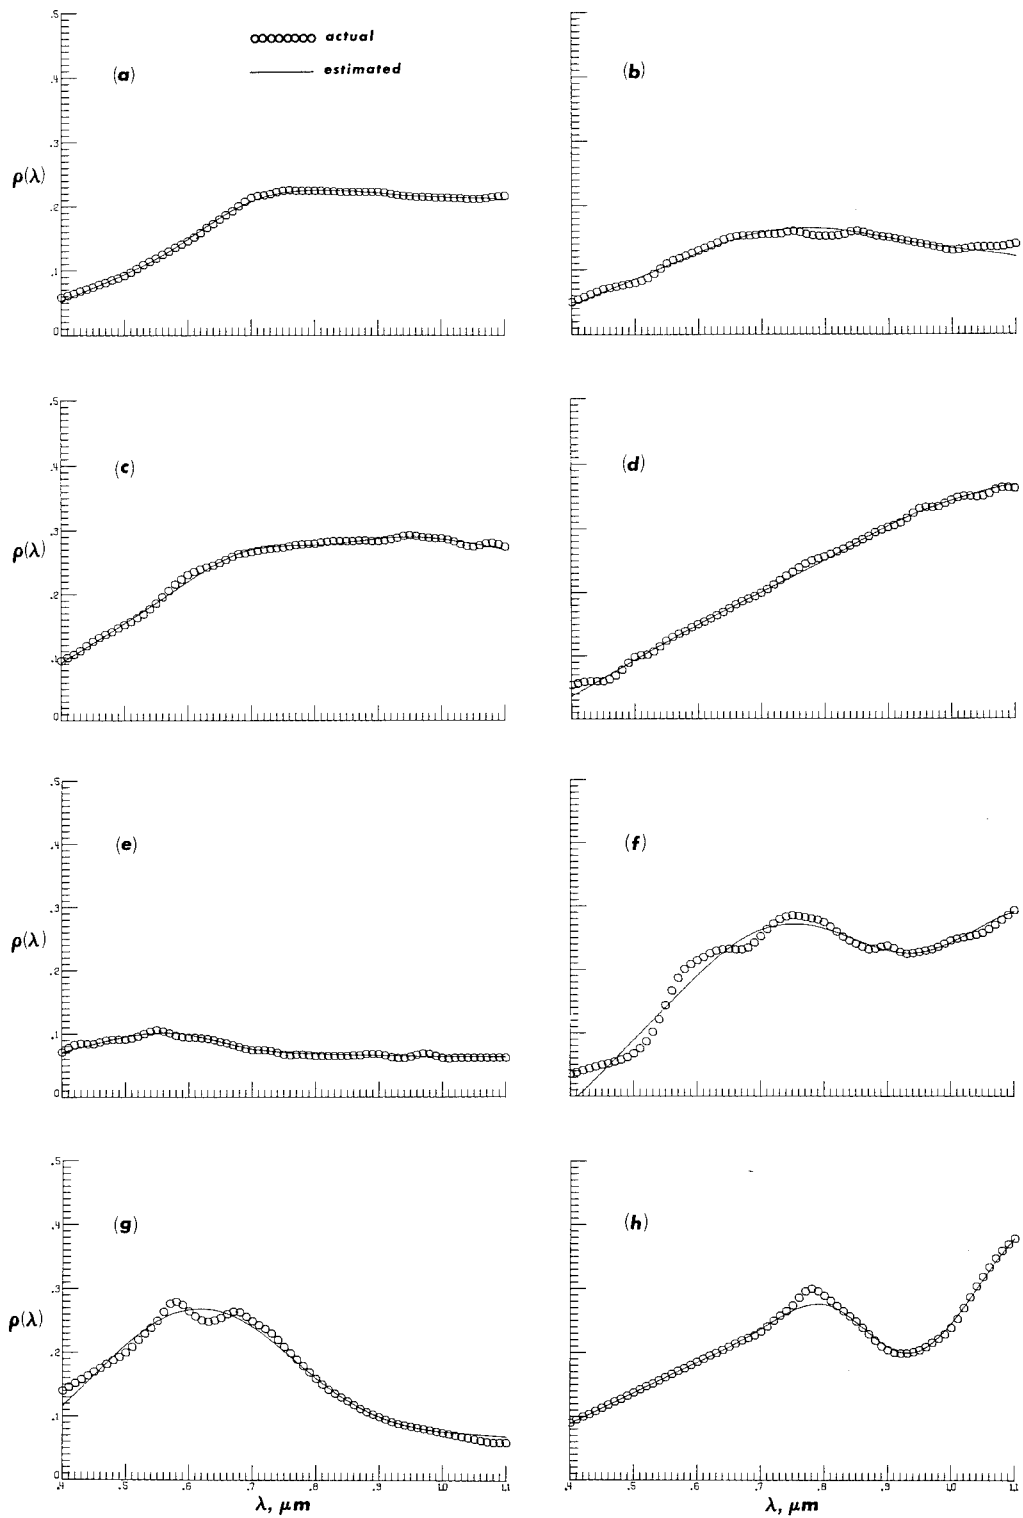 .5
actual
estimated
(a)
(b)
.4
.3
ρ(λ)
.2
.1
0
.5
(c)
(d)
.4
.3
ρ(λ)
.2
.1
0
.5
(e)
(f)
.4
.3
ρ(λ)
.2
.1
0
.5
(g)
(h)
.4
.3
ρ(λ)
.2
.1
0
.4 .5 .6 .7 .8 .9 1.0 1.1
.4 .5 .6 .7 .8 .9 1.0 1.1
λ, μm
λ, μm